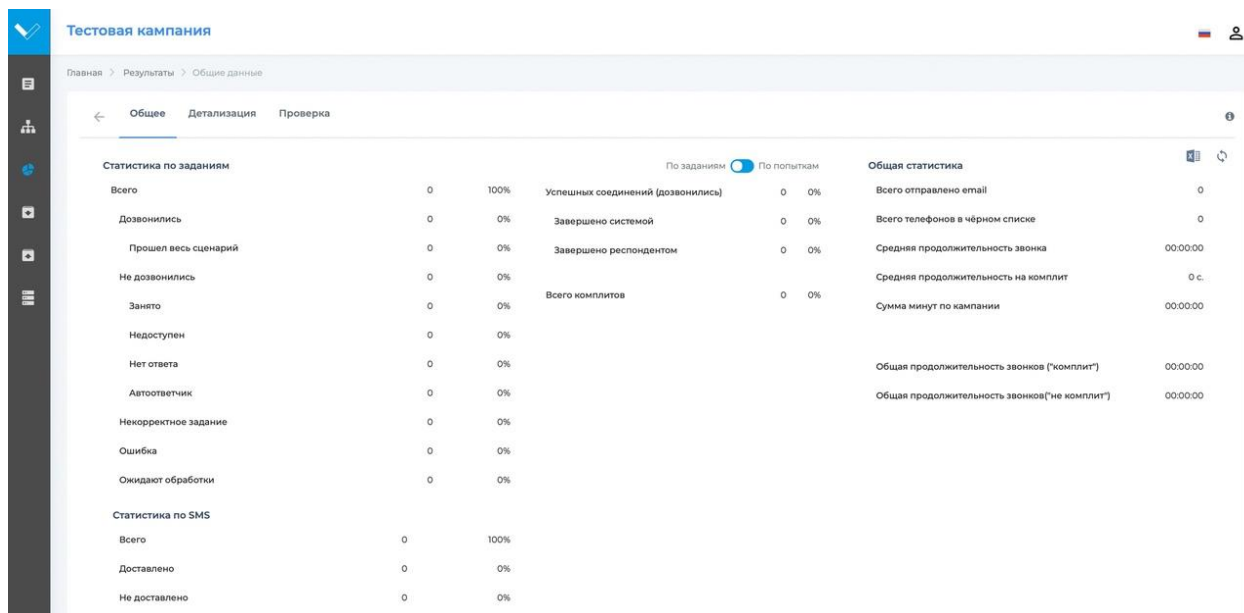 Тестовая кампания
Главная > Результаты > Общие данные
Общее Детализация Проверка
Статистика по заданиям
Всего 0 100%
Дозвонились 0 0%
Прошел весь сценарий 0 0%
Не дозвонились 0 0%
Занято 0 0%
Недоступен 0 0%
Нет ответа 0 0%
Автоответчик 0 0%
Некорректное задание 0 0%
Ошибка 0 0%
Ожидают обработки 0 0%
Статистика по SMS
Всего 0 100%
Доставлено 0 0%
Не доставлено 0 0%
По заданиям По попыткам
Успешных соединений (дозвонились) 0 0%
Завершено системой 0 0%
Завершено респондентом 0 0%
Всего комплитов 0 0%
Общая статистика
Всего отправлено email 0
Всего телефонов в чёрном списке 0
Средняя продолжительность звонка 00:00:00
Средняя продолжительность на комплит 0 с.
Сумма минут по кампании 00:00:00
Общая продолжительность звонков ("комплит") 00:00:00
Общая продолжительность звонков("не комплит") 00:00:00